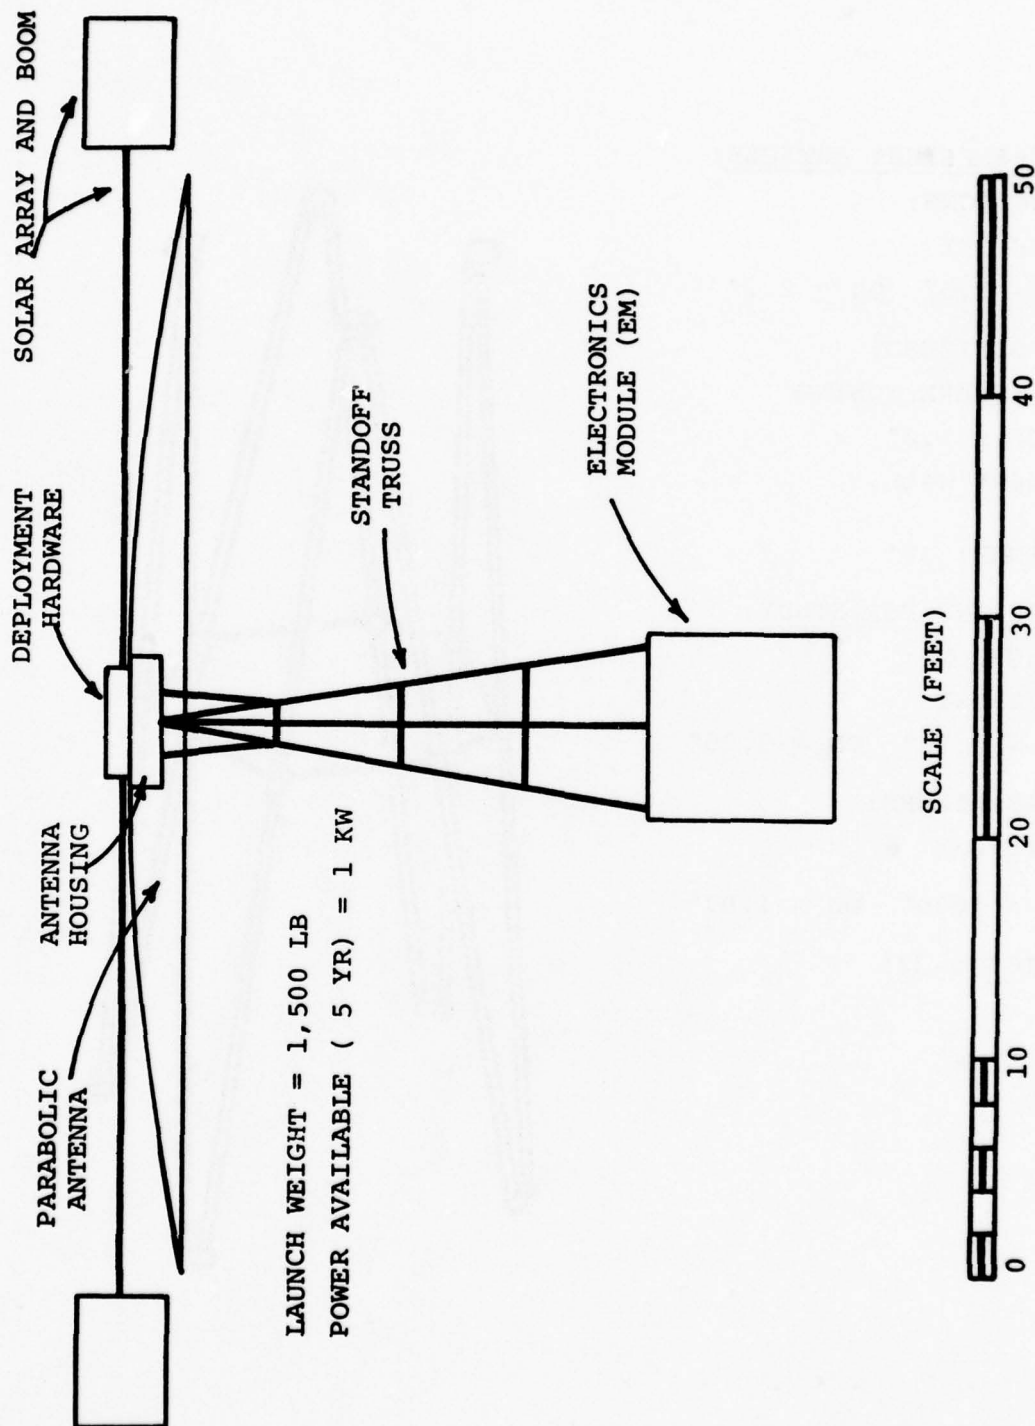 SOLAR ARRAY AND BOOM
DEPLOYMENT
HARDWARE
ANTENNA
HOUSING
PARABOLIC
ANTENNA
STANDOFF
TRUSS
ELECTRONICS
MODULE (EM)
LAUNCH WEIGHT = 1,500 LB
POWER AVAILABLE ( 5 YR) = 1 KW
SCALE (FEET)
0 10 20 30 40 50